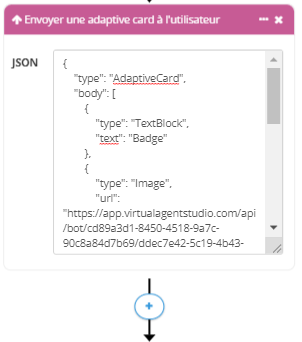 Envoyer une adaptive card à l'utilisateur
JSON
{
"type": "AdaptiveCard",
"body": [
{
"type": "TextBlock",
"text": "Badge"
},
{
"type": "Image",
"url":
"https://app.virtualagentstudio.com/api
/bot/cd89a3d1-8450-4518-9a7c-
90c8a84d7b69/ddec7e42-5c19-4b43-